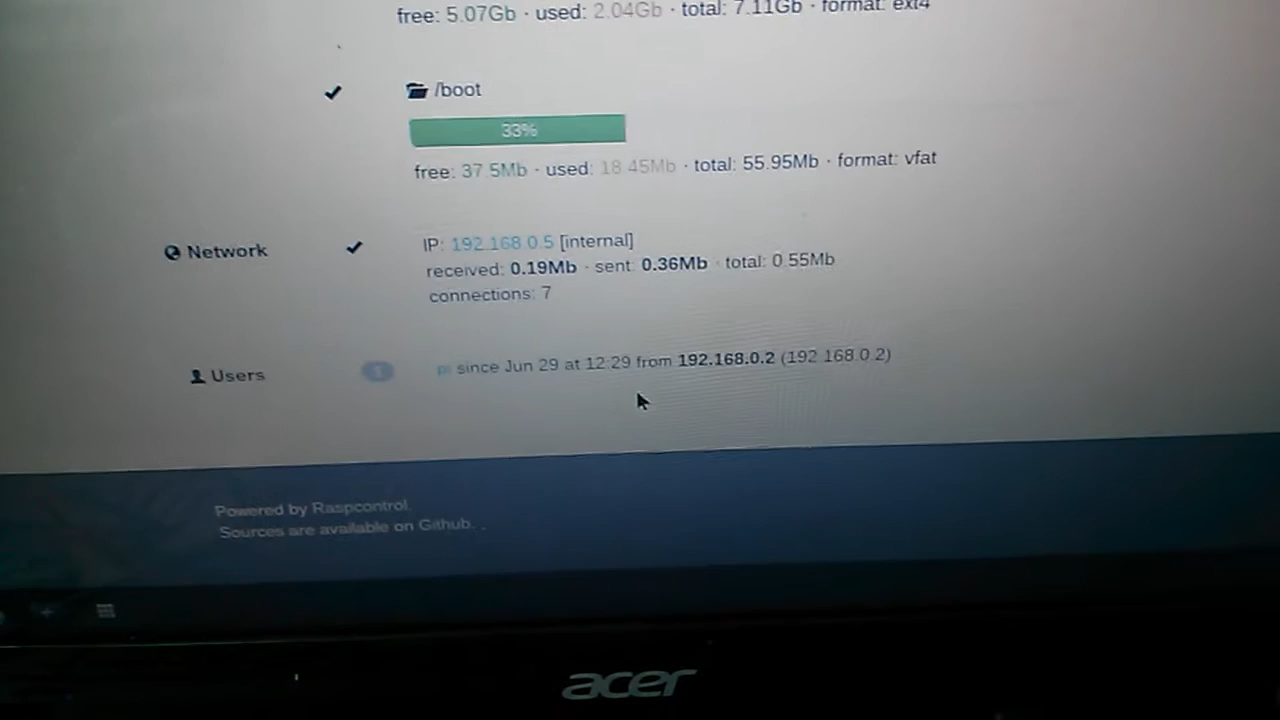 free: 5.07Gb · used: 2.04Gb · total: 7.11Gb · format: ext4
/boot
33%
free: 37.5Mb · used: 18.45Mb · total: 55.95Mb · format: vfat
Network
IP: 192.168.0.5 [internal]
received: 0.19Mb · sent: 0.36Mb · total: 0.55Mb
connections: 7
Users
1
pi since Jun 29 at 12:29 from 192.168.0.2 (192.168.0.2)
Powered by Raspcontrol.
Sources are available on Github. .
acer